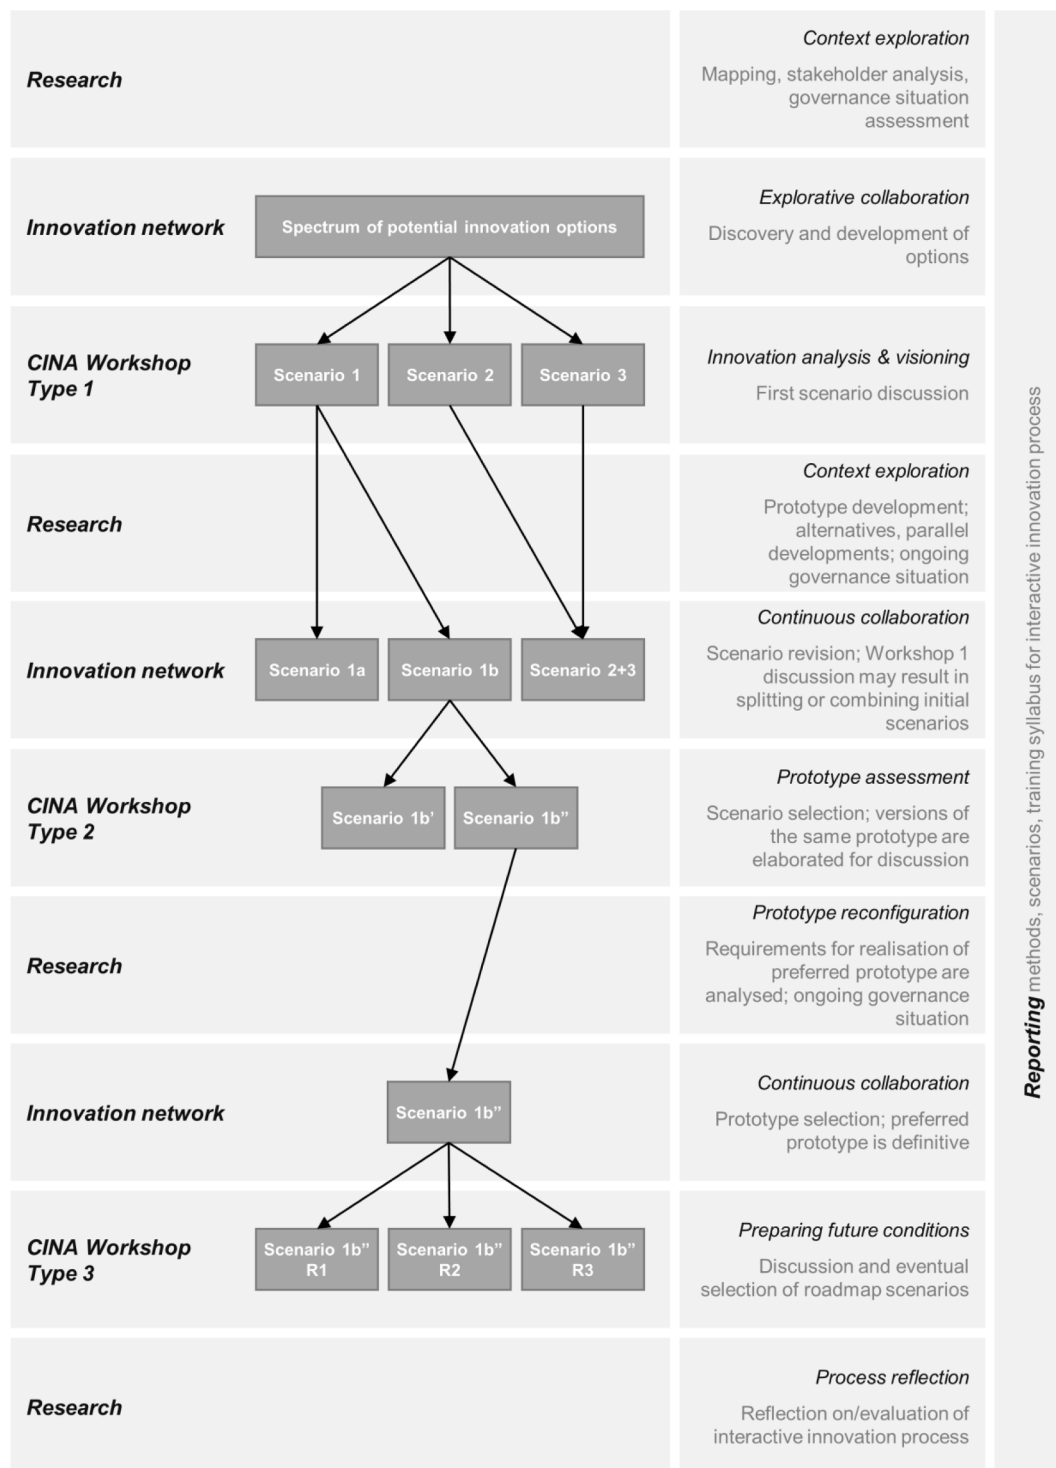 Research
Context exploration
Mapping, stakeholder analysis,
governance situation
assessment
Innovation network
Spectrum of potential innovation options
Explorative collaboration
Discovery and development of
options
CINA Workshop
Type 1
Scenario 1
Scenario 2
Scenario 3
Innovation analysis & visioning
First scenario discussion
Research
Context exploration
Prototype development;
alternatives, parallel
developments; ongoing
governance situation
Innovation network
Scenario 1a
Scenario 1b
Scenario 2+3
Continuous collaboration
Scenario revision; Workshop 1
discussion may result in
splitting or combining initial
scenarios
CINA Workshop
Type 2
Scenario 1b’
Scenario 1b”
Prototype assessment
Scenario selection; versions of
the same prototype are
elaborated for discussion
Research
Prototype reconfiguration
Requirements for realisation of
preferred prototype are
analysed; ongoing governance
situation
Innovation network
Scenario 1b”
Continuous collaboration
Prototype selection; preferred
prototype is definitive
CINA Workshop
Type 3
Scenario 1b”
R1
Scenario 1b”
R2
Scenario 1b”
R3
Preparing future conditions
Discussion and eventual
selection of roadmap scenarios
Research
Process reflection
Reflection on/evaluation of
interactive innovation process
Reporting methods, scenarios, training syllabus for interactive innovation process